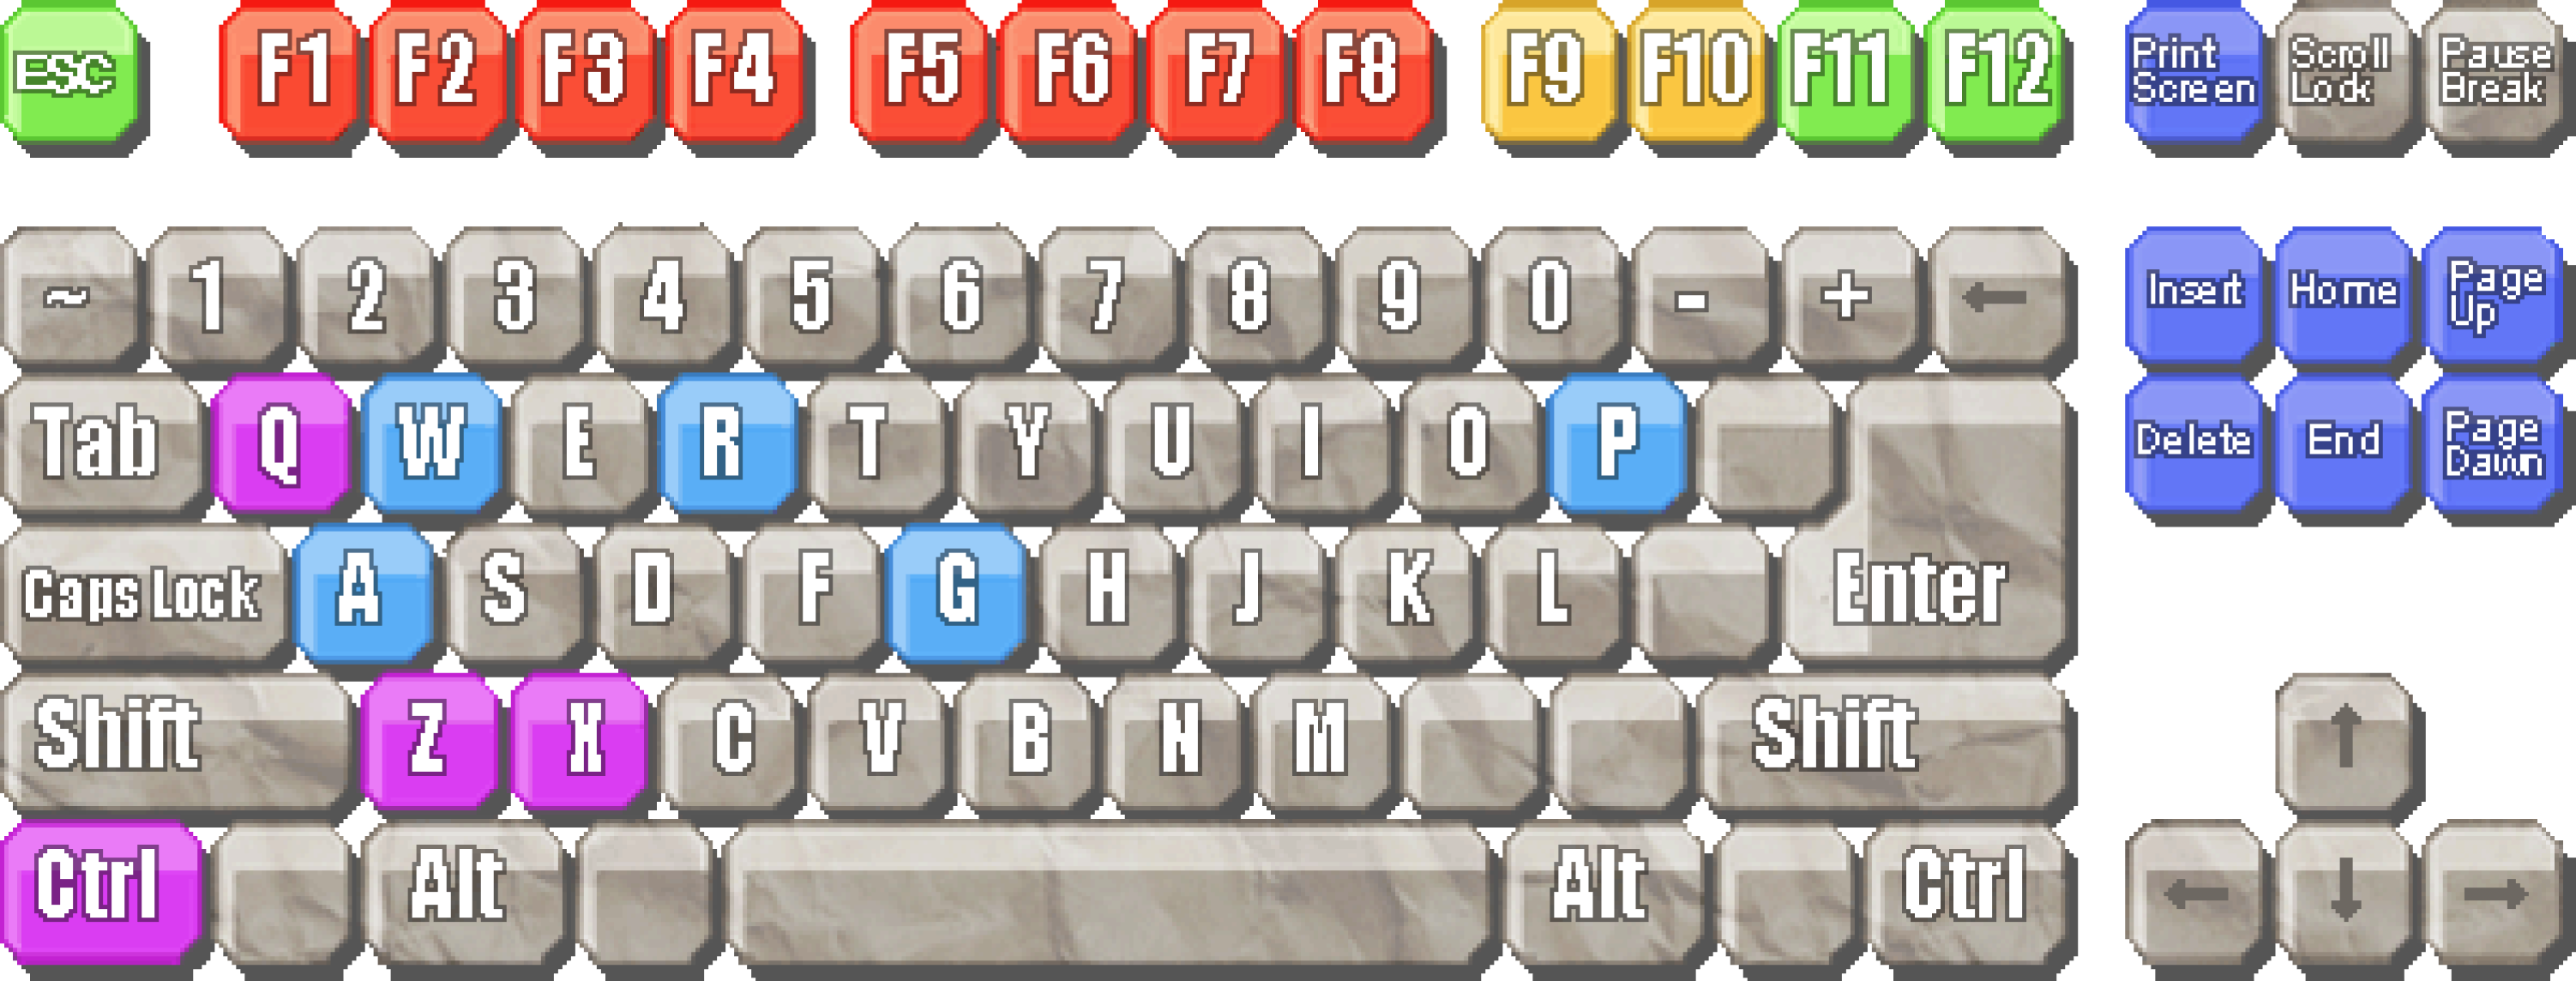 ESC F1 F2 F3 F4 F5 F6 F7 F8 F9 F10 F11 F12 Print Screen Scroll Lock Pause Break
~ 1 2 3 4 5 6 7 8 9 0 - + ← Insert Home Page Up
Tab Q W E R T Y U I O P Delete End Page Down
Caps Lock A S D F G H J K L Enter
Shift Z X C V B N M Shift ↑
Ctrl Alt Alt Ctrl ← ↓ →